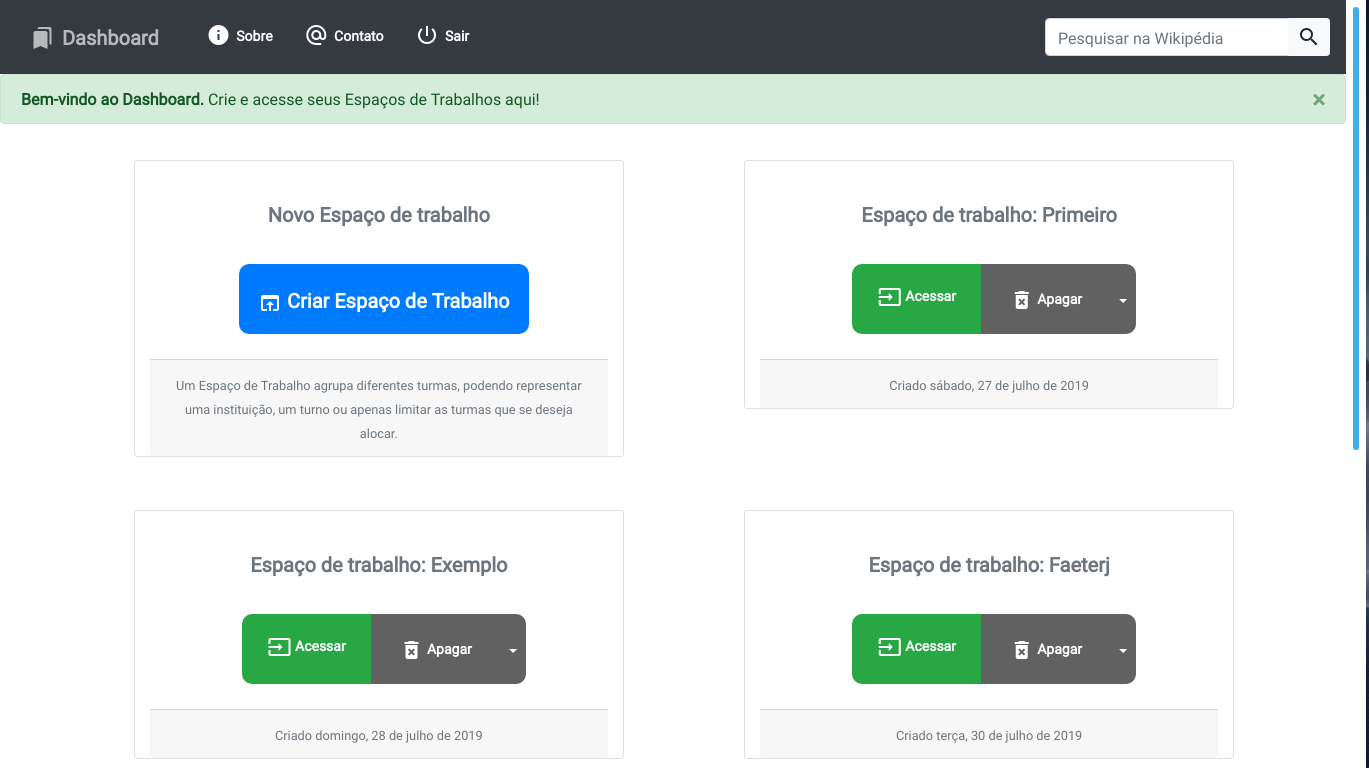 Dashboard
Sobre
Contato
Sair
Pesquisar na Wikipédia
Bem-vindo ao Dashboard. Crie e acesse seus Espaços de Trabalhos aqui!
×
Novo Espaço de trabalho
Criar Espaço de Trabalho
Um Espaço de Trabalho agrupa diferentes turmas, podendo representar
uma instituição, um turno ou apenas limitar as turmas que se deseja
alocar.
Espaço de trabalho: Primeiro
Acessar
Apagar
Criado sábado, 27 de julho de 2019
Espaço de trabalho: Exemplo
Acessar
Apagar
Criado domingo, 28 de julho de 2019
Espaço de trabalho: Faeterj
Acessar
Apagar
Criado terça, 30 de julho de 2019